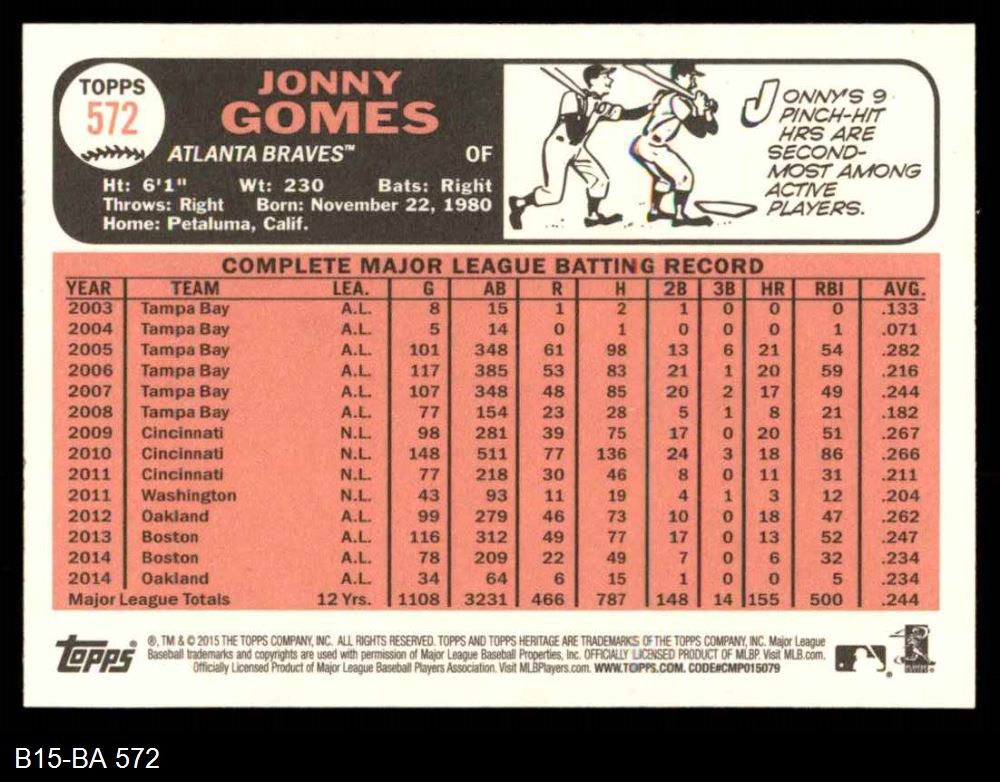 TOPPS
572
JONNY
GOMES
ATLANTA BRAVES™ OF
Ht: 6'1" Wt: 230 Bats: Right
Throws: Right Born: November 22, 1980
Home: Petaluma, Calif.
JONNY'S 9
PINCH-HIT
HRS ARE
SECOND-
MOST AMONG
ACTIVE
PLAYERS.
COMPLETE MAJOR LEAGUE BATTING RECORD
YEAR TEAM LEA. G AB R H 2B 3B HR RBI AVG.
2003 Tampa Bay A.L. 8 15 1 2 1 0 0 0 .133
2004 Tampa Bay A.L. 5 14 0 1 0 0 0 1 .071
2005 Tampa Bay A.L. 101 348 61 98 13 6 21 54 .282
2006 Tampa Bay A.L. 117 385 53 83 21 1 20 59 .216
2007 Tampa Bay A.L. 107 348 48 85 20 2 17 49 .244
2008 Tampa Bay A.L. 77 154 23 28 5 1 8 21 .182
2009 Cincinnati N.L. 98 281 39 75 17 0 20 51 .267
2010 Cincinnati N.L. 148 511 77 136 24 3 18 86 .266
2011 Cincinnati N.L. 77 218 30 46 8 0 11 31 .211
2011 Washington N.L. 43 93 11 19 4 1 3 12 .204
2012 Oakland A.L. 99 279 46 73 10 0 18 47 .262
2013 Boston A.L. 116 312 49 77 17 0 13 52 .247
2014 Boston A.L. 78 209 22 49 7 0 6 32 .234
2014 Oakland A.L. 34 64 6 15 1 0 0 5 .234
Major League Totals 12 Yrs. 1108 3231 466 787 148 14 155 500 .244
topps®
®, TM & © 2015 THE TOPPS COMPANY, INC. ALL RIGHTS RESERVED. TOPPS AND TOPPS HERITAGE ARE TRADEMARKS OF THE TOPPS COMPANY, INC. Major League
Baseball trademarks and copyrights are used with permission of Major League Baseball Properties, Inc. OFFICIALLY LICENSED PRODUCT OF MLBP. Visit MLB.com.
Officially Licensed Product of Major League Baseball Players Association. Visit MLBPlayers.com. WWW.TOPPS.COM. CODE#CMP015079
B15-BA 572